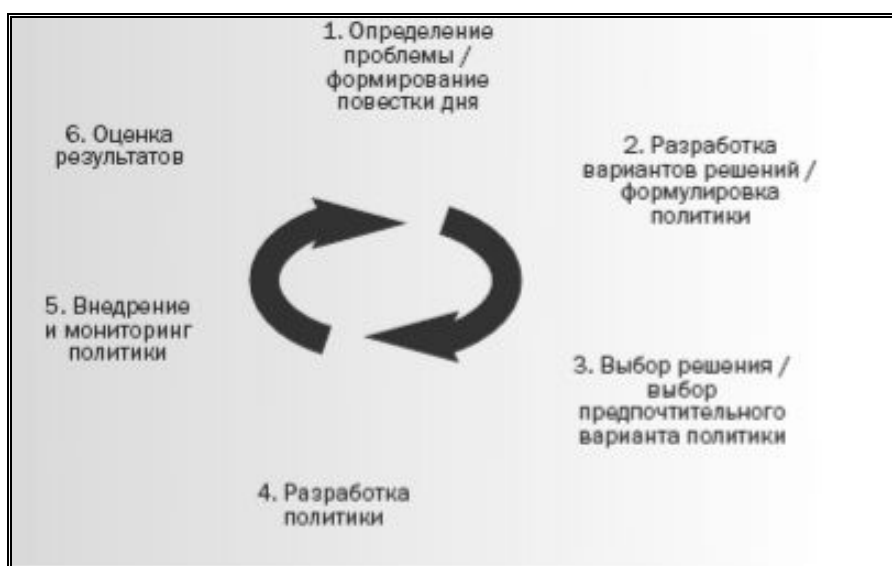 1. Определение
проблемы /
формирование
повестки дня
2. Разработка
вариантов решений /
формулировка
политики
3. Выбор решения /
выбор
предпочтительного
варианта политики
4. Разработка
политики
5. Внедрение
и мониторинг
политики
6. Оценка
результатов